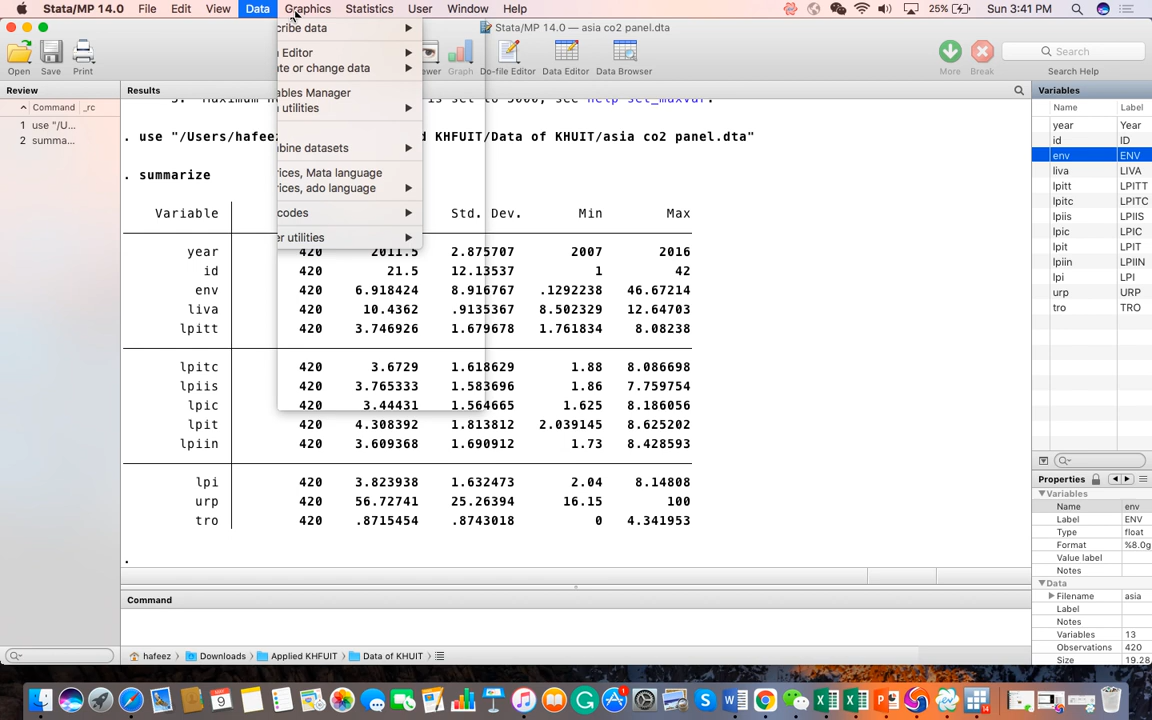 Stata/MP 14.0 File Edit View Data Graphics Statistics User Window Help 25% Sun 3:41 PM
Stata/MP 14.0 — asia co2 panel.dta
Open Save Print Graph Do-file Editor Data Editor Data Browser More Break Search
Search Help
Review Results Variables
Command _rc
1 use "/U...
2 summa...
Editor
or change data
Manager
utilities
datasets
Mata language
ado language
codes
utilities
. use "/Users/hafeez KHFUIT/Data of KHUIT/asia co2 panel.dta"
. summarize
Variable Std. Dev. Min Max
year 420 2011.5 2.875707 2007 2016
id 420 21.5 12.13537 1 42
env 420 6.918424 8.916767 .1292238 46.67214
liva 420 10.4362 .9135367 8.502329 12.64703
lpitt 420 3.746926 1.679678 1.761834 8.08238
lpitc 420 3.6729 1.618629 1.88 8.086698
lpiis 420 3.765333 1.583696 1.86 7.759754
lpic 420 3.44431 1.564665 1.625 8.186056
lpit 420 4.308392 1.813812 2.039145 8.625202
lpiin 420 3.609368 1.690912 1.73 8.428593
lpi 420 3.823938 1.632473 2.04 8.14808
urp 420 56.72741 25.26394 16.15 100
tro 420 .8715454 .8743018 0 4.341953
.
Command
hafeez Downloads Applied KHFUIT Data of KHUIT
Name Label
year Year
id ID
env ENV
liva LIVA
lpitt LPITT
lpitc LPITC
lpiis LPIIS
lpic LPIC
lpit LPIT
lpiin LPIIN
lpi LPI
urp URP
tro TRO
Properties
Variables
Name env
Label ENV
Type float
Format %8.0g
Value label
Notes
Data
Filename asia
Label
Notes
Variables 13
Observations 420
Size 19.28